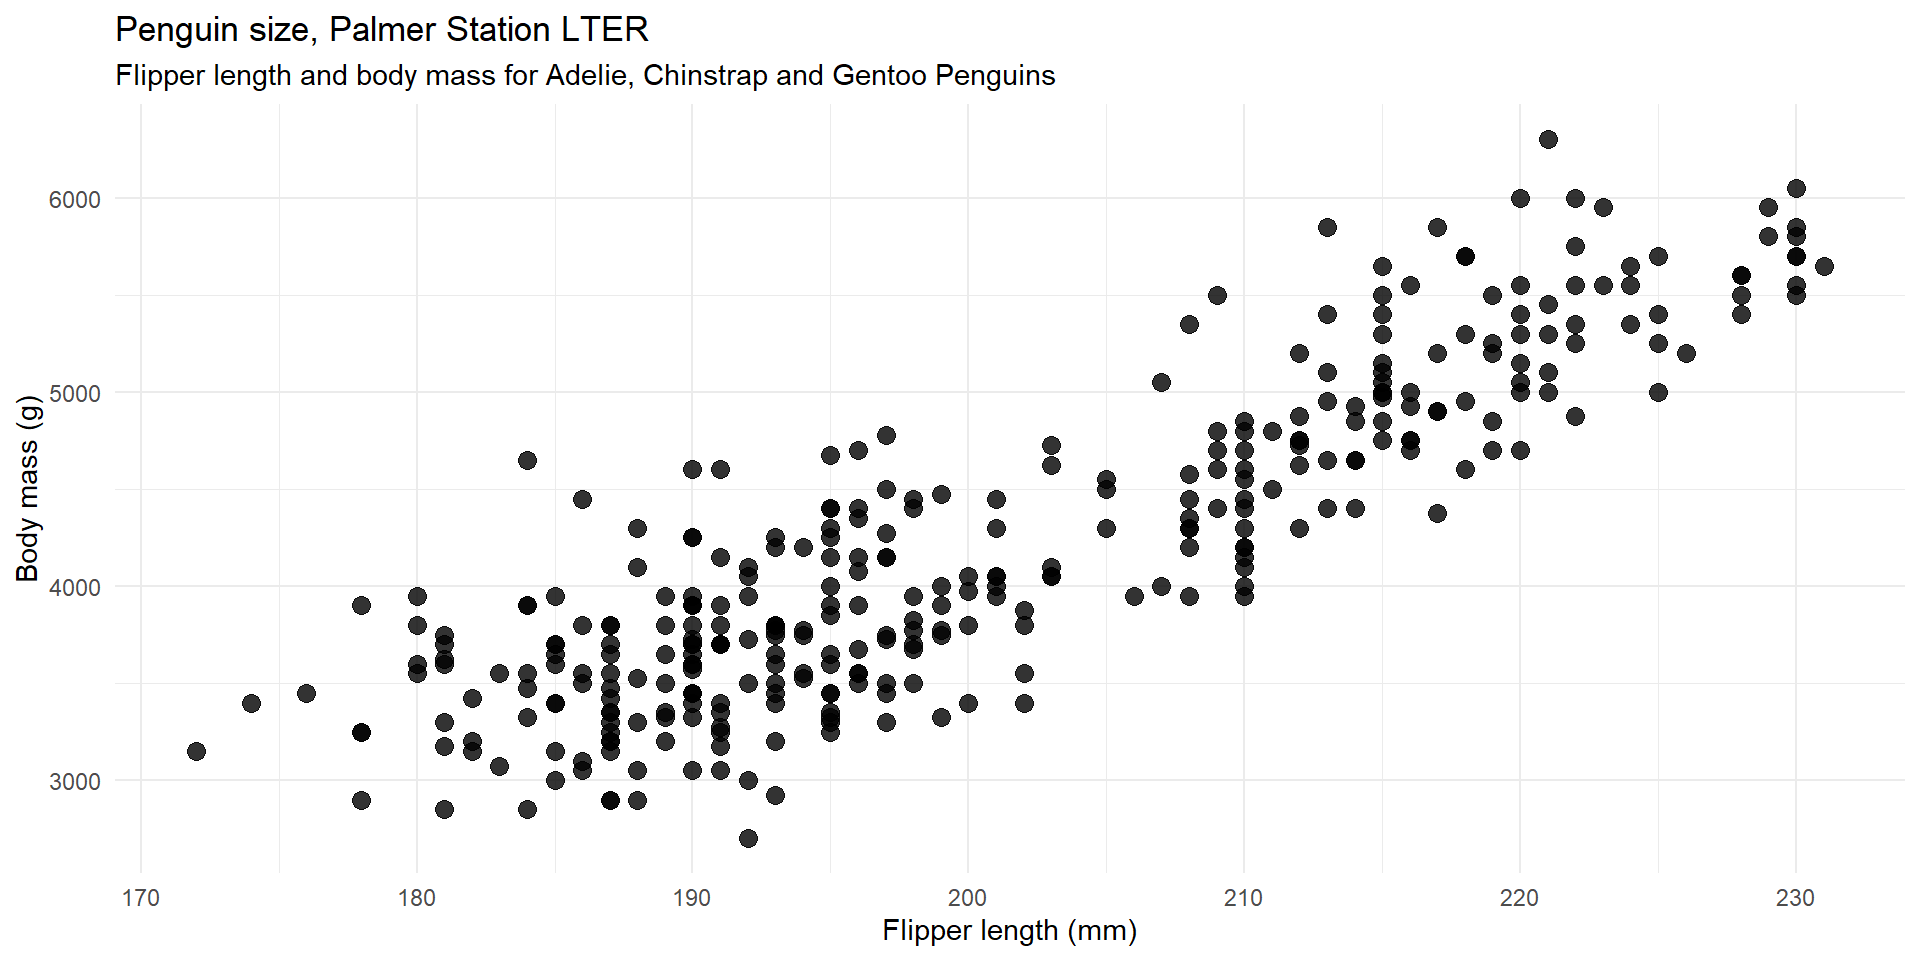 Penguin size, Palmer Station LTER
Flipper length and body mass for Adelie, Chinstrap and Gentoo Penguins
Body mass (g)
6000
5000
4000
3000
170 180 190 200 210 220 230
Flipper length (mm)